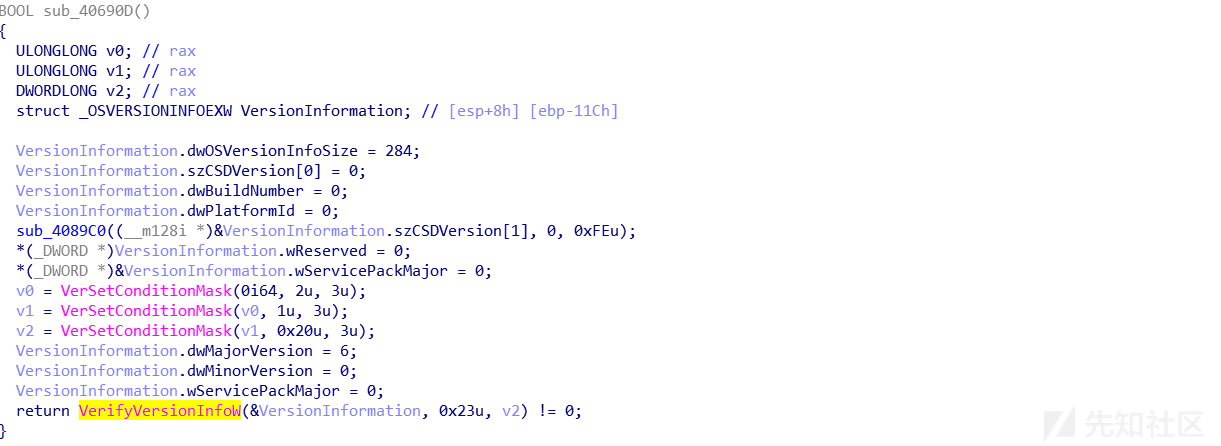 BOOL sub_40690D()
{
  ULONGLONG v0; // rax
  ULONGLONG v1; // rax
  DWORDLONG v2; // rax
  struct _OSVERSIONINFOEXW VersionInformation; // [esp+8h] [ebp-11Ch]

  VersionInformation.dwOSVersionInfoSize = 284;
  VersionInformation.szCSDVersion[0] = 0;
  VersionInformation.dwBuildNumber = 0;
  VersionInformation.dwPlatformId = 0;
  sub_4089C0((__m128i *)&VersionInformation.szCSDVersion[1], 0, 0xFEu);
  *(_DWORD *)VersionInformation.wReserved = 0;
  *(_DWORD *)&VersionInformation.wServicePackMajor = 0;
  v0 = VerSetConditionMask(0i64, 2u, 3u);
  v1 = VerSetConditionMask(v0, 1u, 3u);
  v2 = VerSetConditionMask(v1, 0x20u, 3u);
  VersionInformation.dwMajorVersion = 6;
  VersionInformation.dwMinorVersion = 0;
  VersionInformation.wServicePackMajor = 0;
  return VerifyVersionInfoW(&VersionInformation, 0x23u, v2) != 0;
}
先知社区